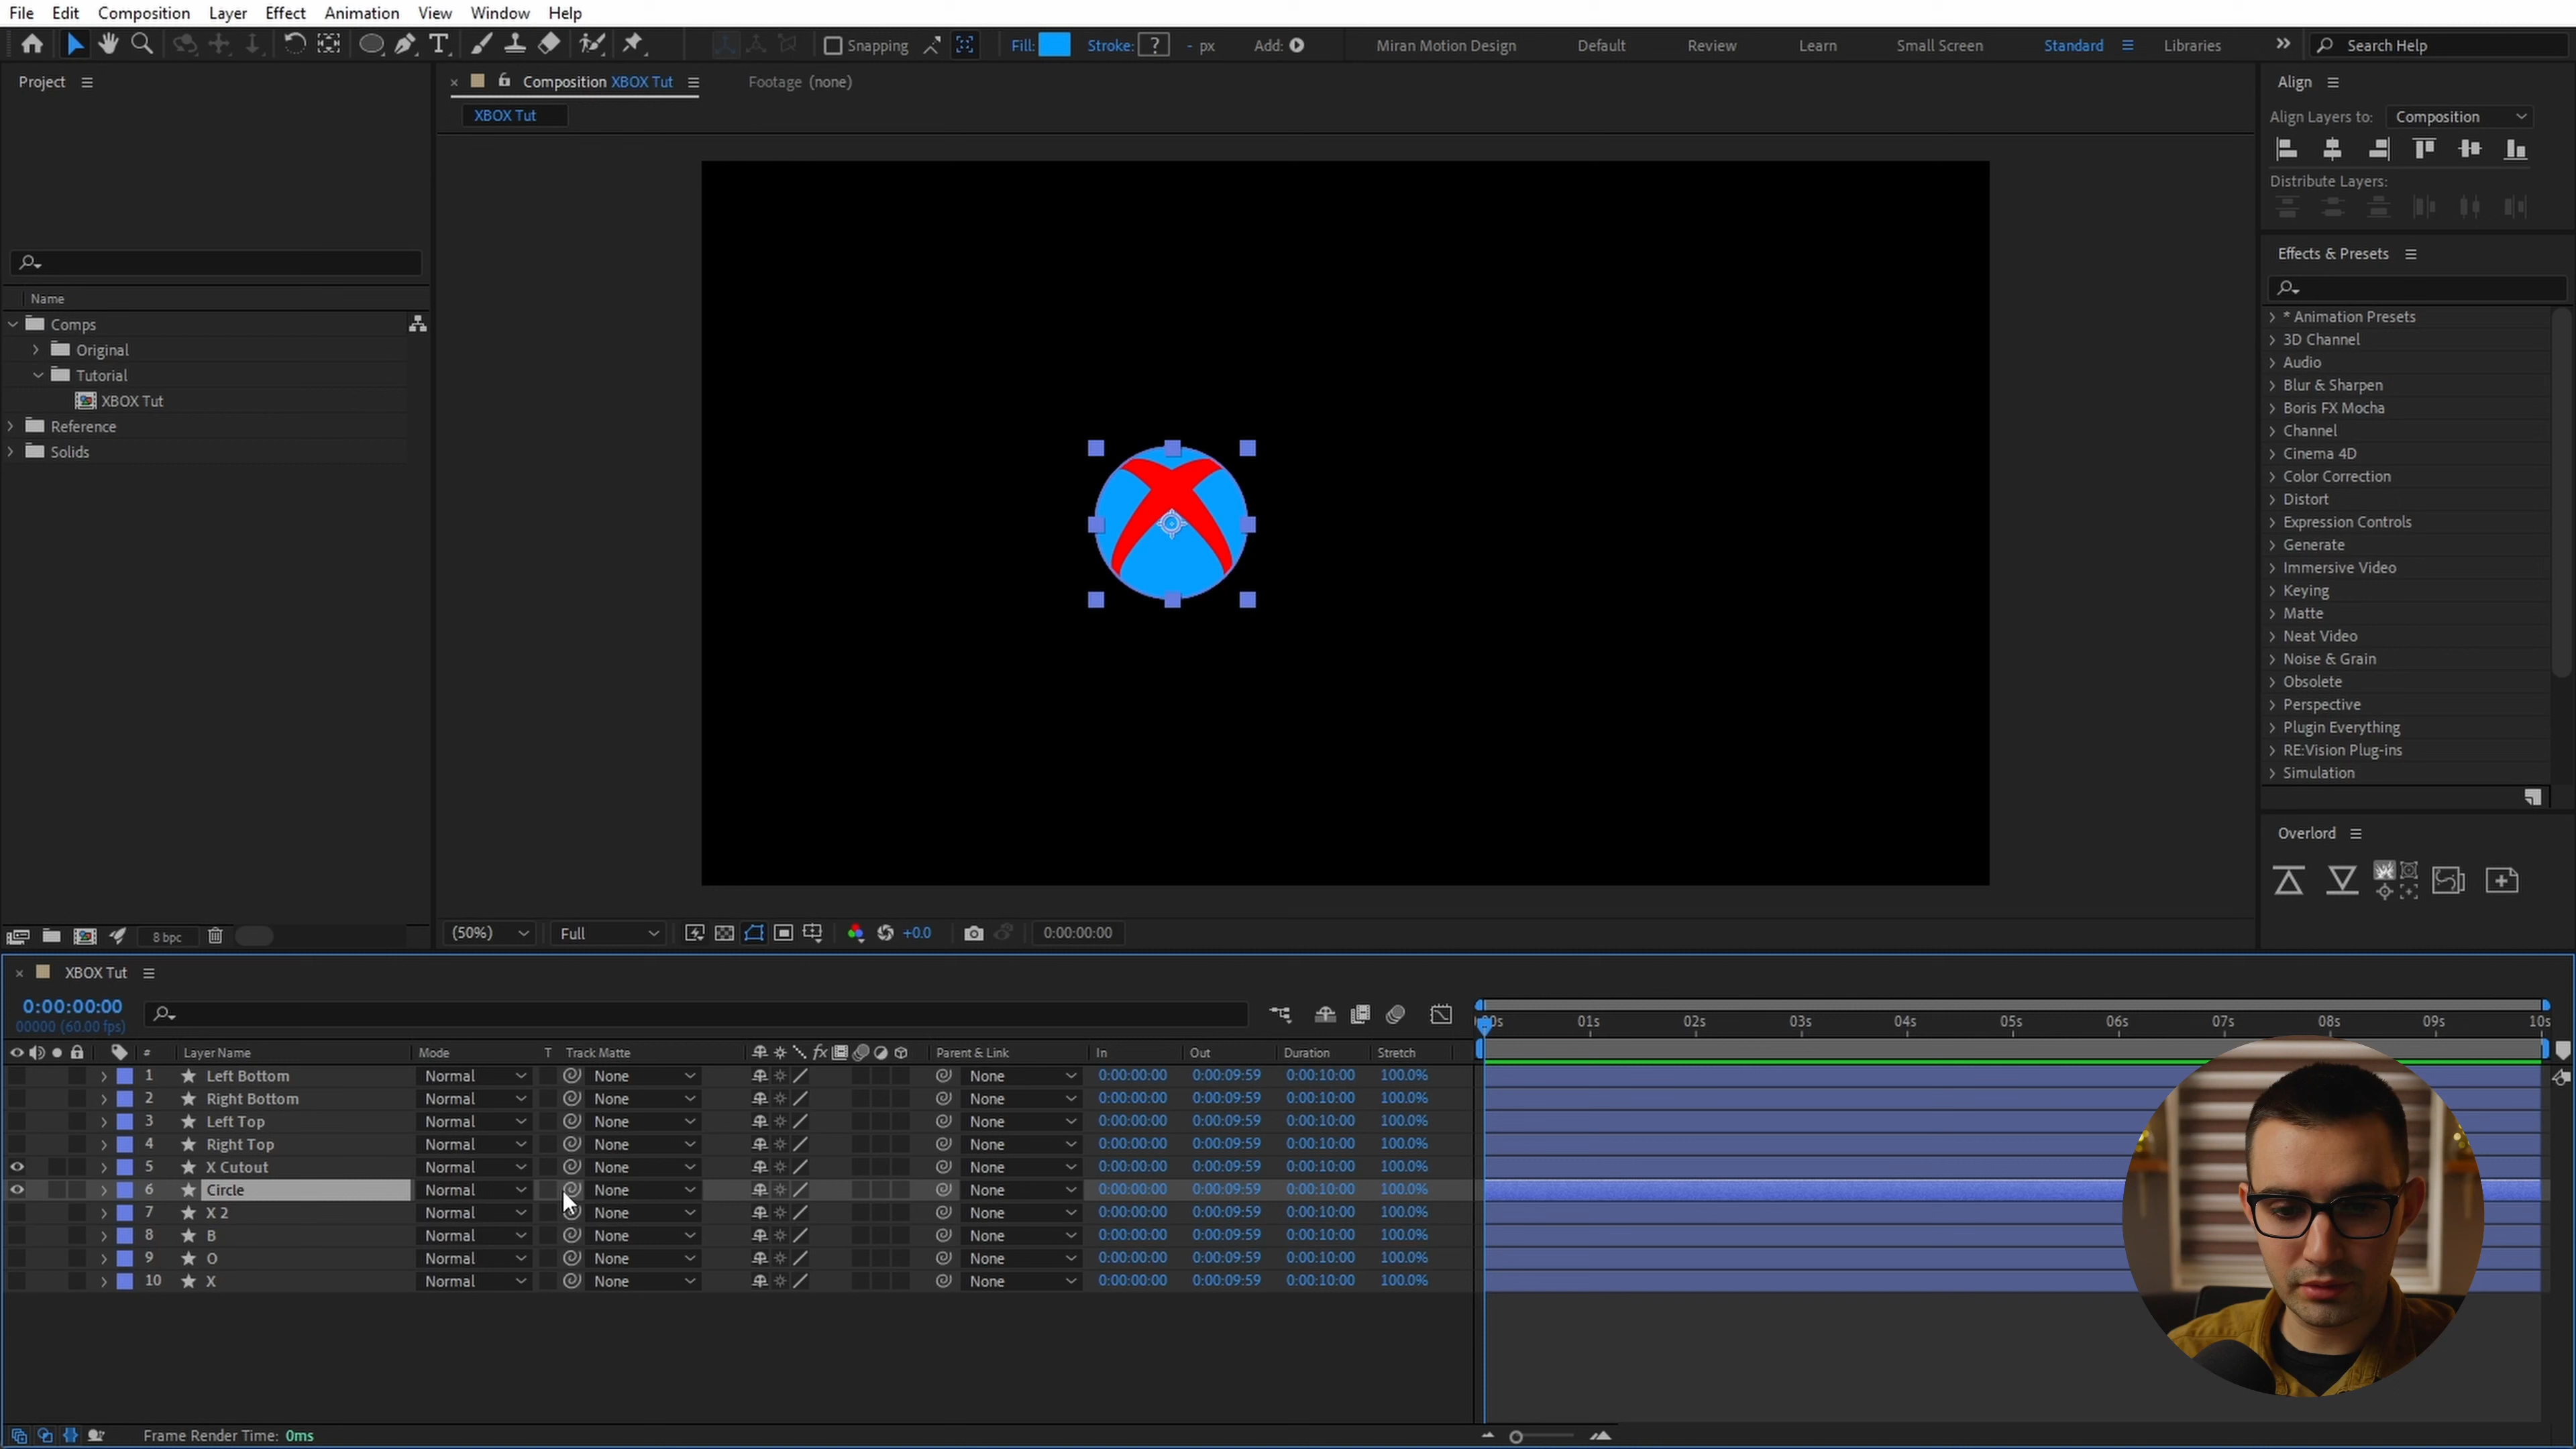 File Edit Composition Layer Effect Animation View Window Help
Snapping Fill: Stroke: ? - px Add: Miran Motion Design Default Review Learn Small Screen Standard Libraries Search Help
Project
Composition XBOX Tut Footage (none)
XBOX Tut
Name
Comps
Original
Tutorial
XBOX Tut
Reference
Solids
8 bpc
(50%) Full +0.0 0:00:00:00
Align
Align Layers to: Composition
Distribute Layers:
Effects & Presets
* Animation Presets
3D Channel
Audio
Blur & Sharpen
Boris FX Mocha
Channel
Cinema 4D
Color Correction
Distort
Expression Controls
Generate
Immersive Video
Keying
Matte
Neat Video
Noise & Grain
Obsolete
Perspective
Plugin Everything
RE:Vision Plug-ins
Simulation
Overlord
XBOX Tut
0:00:00:00
00000 (60.00 fps)
01s 02s 03s 04s 05s 06s 07s 08s 09s 10s
# Layer Name Mode T Track Matte fx Parent & Link In Out Duration Stretch
1 Left Bottom Normal None None 0:00:00:00 0:00:09:59 0:00:10:00 100.0%
2 Right Bottom Normal None None 0:00:00:00 0:00:09:59 0:00:10:00 100.0%
3 Left Top Normal None None 0:00:00:00 0:00:09:59 0:00:10:00 100.0%
4 Right Top Normal None None 0:00:00:00 0:00:09:59 0:00:10:00 100.0%
5 X Cutout Normal None None 0:00:00:00 0:00:09:59 0:00:10:00 100.0%
6 Circle Normal None None 0:00:00:00 0:00:09:59 0:00:10:00 100.0%
7 X 2 Normal None None 0:00:00:00 0:00:09:59 0:00:10:00 100.0%
8 B Normal None None 0:00:00:00 0:00:09:59 0:00:10:00 100.0%
9 O Normal None None 0:00:00:00 0:00:09:59 0:00:10:00 100.0%
10 X Normal None None 0:00:00:00 0:00:09:59 0:00:10:00 100.0%
Frame Render Time: 0ms